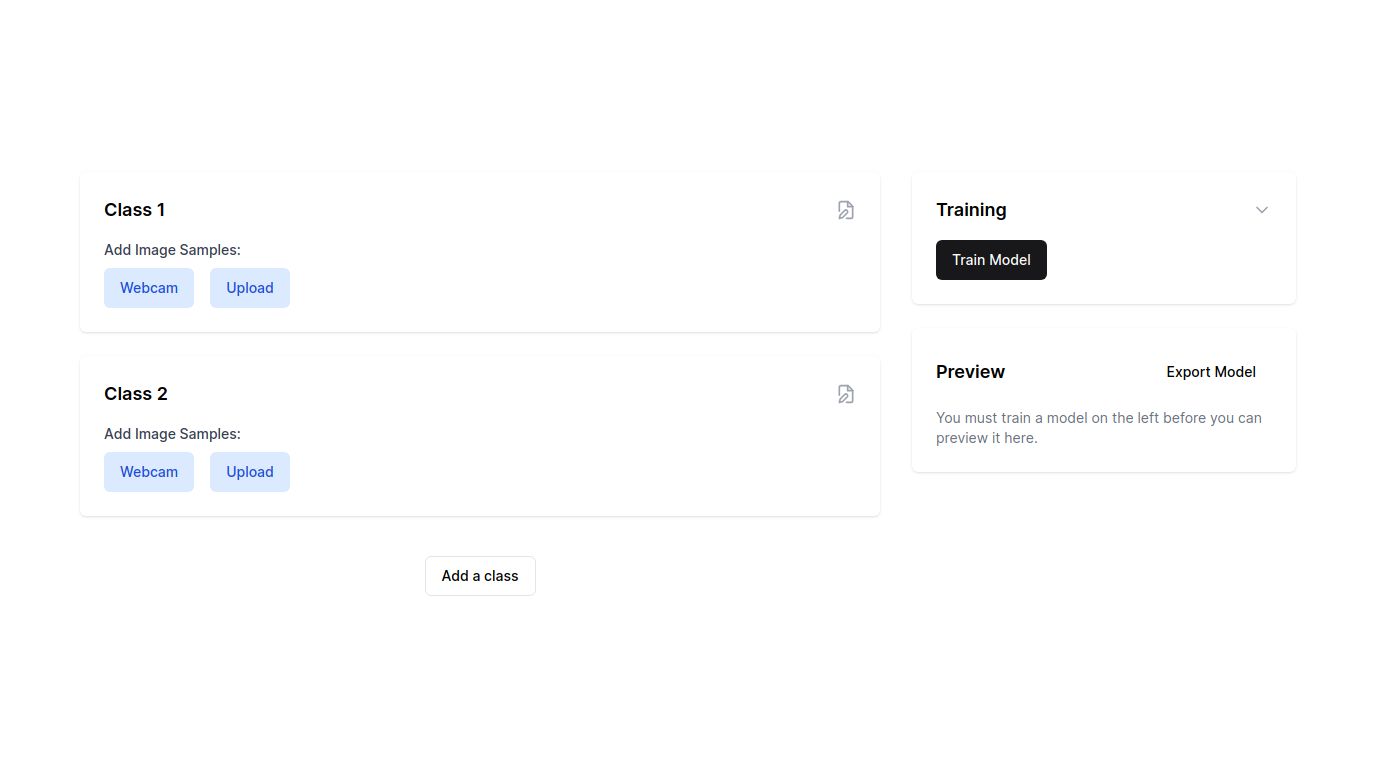 Class 1
Add Image Samples:
Webcam Upload
Class 2
Add Image Samples:
Webcam Upload
Add a class
Training
Train Model
Preview Export Model
You must train a model on the left before you can
preview it here.